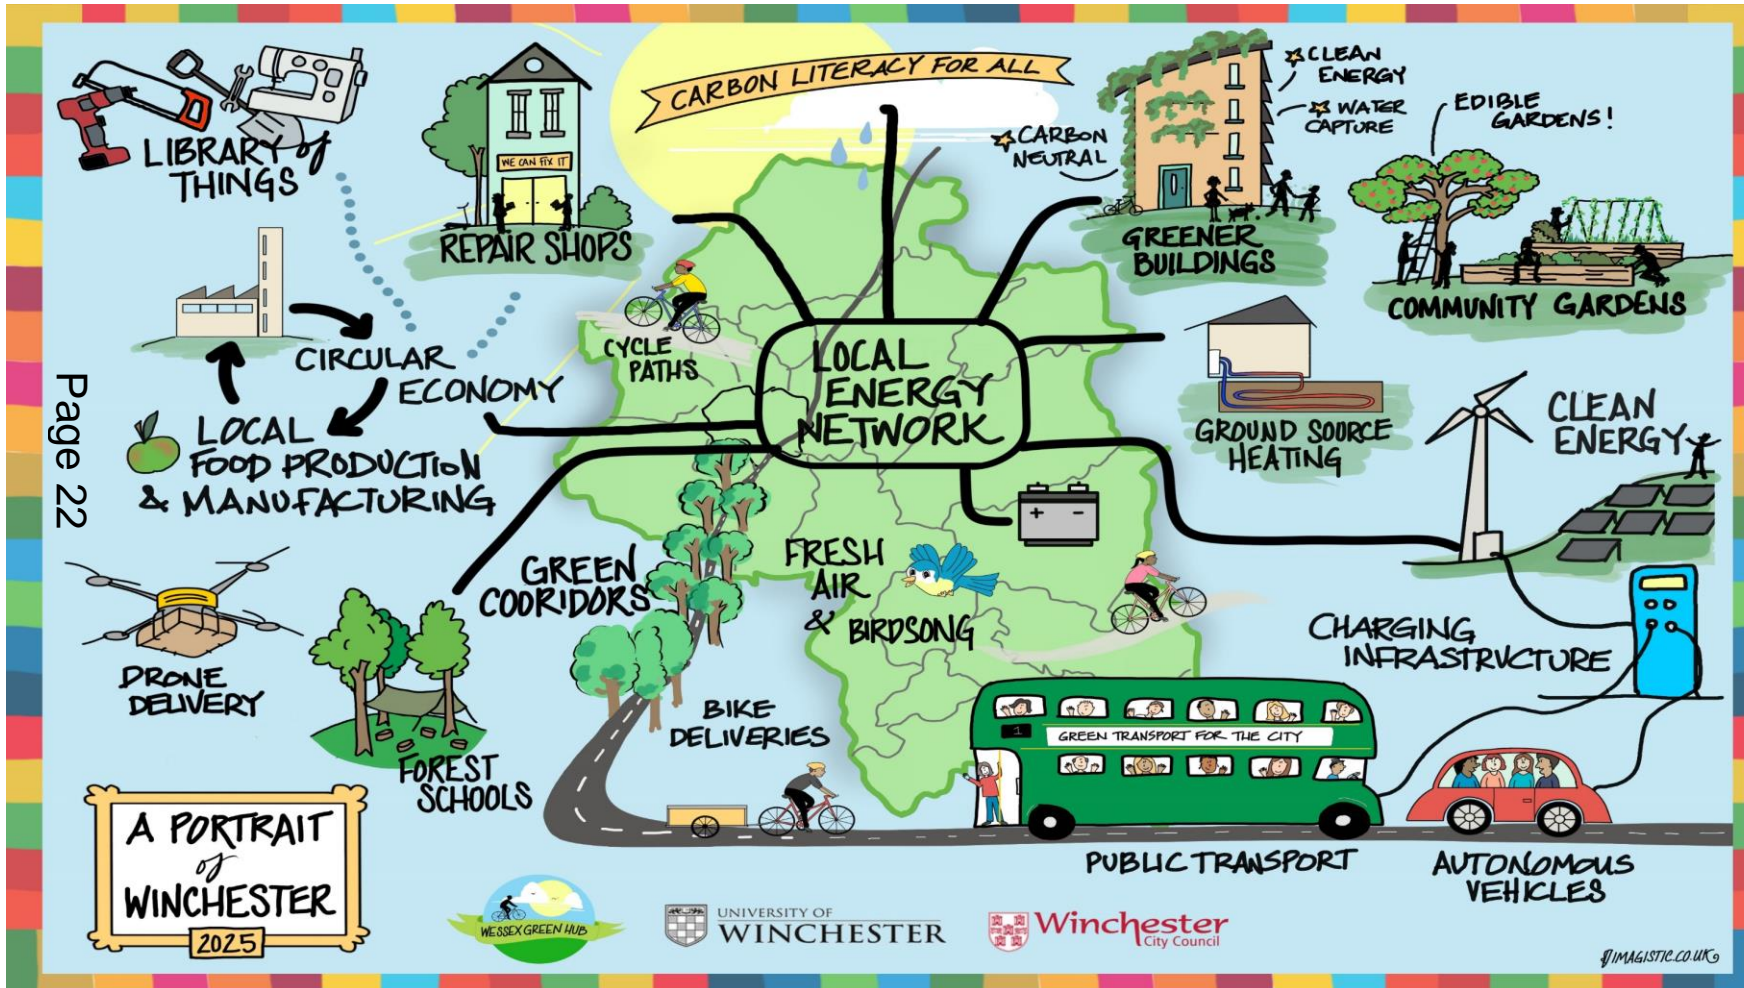 CARBON LITERACY FOR ALL
LIBRARY of
THINGS
WE CAN FIX IT
REPAIR SHOPS
CARBON
NEUTRAL
CLEAN
ENERGY
WATER
CAPTURE
GREENER
BUILDINGS
EDIBLE
GARDENS!
COMMUNITY GARDENS
CIRCULAR
ECONOMY
LOCAL
FOOD PRODUCTION
& MANUFACTURING
CYCLE
PATHS
LOCAL
ENERGY
NETWORK
GROUND SOURCE
HEATING
CLEAN
ENERGY
Page 22
+ -
DRONE
DELIVERY
FOREST
SCHOOLS
GREEN
COORIDORS
FRESH
AIR
& BIRDSONG
BIKE
DELIVERIES
CHARGING
INFRASTRUCTURE
1
GREEN TRANSPORT FOR THE CITY
PUBLIC TRANSPORT
AUTONOMOUS
VEHICLES
A PORTRAIT
of
WINCHESTER
2025
WESSEX GREEN HUB
UNIVERSITY OF
WINCHESTER
Winchester
City Council
IMAGISTIC.CO.UK